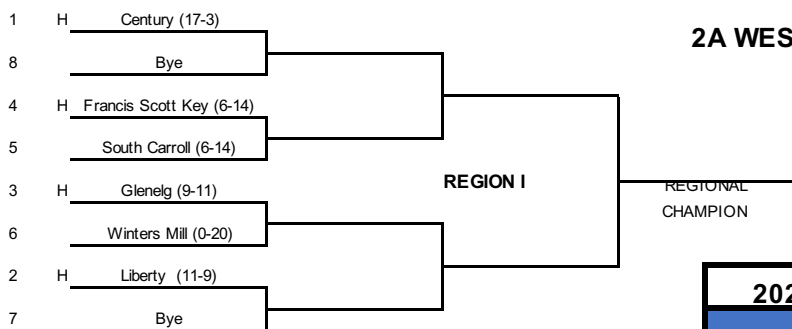 1 H Century (17-3)
2A WES
8 Bye
4 H Francis Scott Key (6-14)
5 South Carroll (6-14)
REGION I
3 H Glenelg (9-11)
REGIONAL
CHAMPION
6 Winters Mill (0-20)
2 H Liberty (11-9)
202
7 Bye